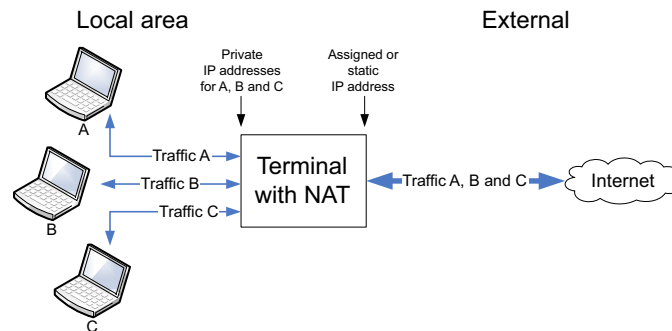 Local area
External
Private
IP addresses
for A, B and C
Assigned or
static
IP address
A
Traffic A
B
Traffic B
C
Traffic C
Terminal
with NAT
Traffic A, B and C
Internet